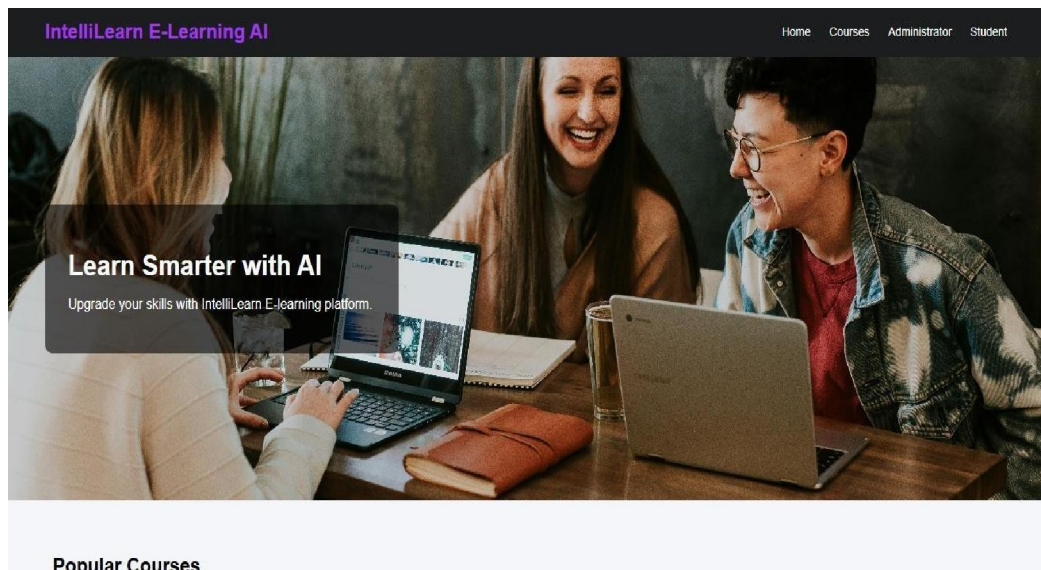 IntelliLearn E-Learning AI
Home Courses Administrator Student
Learn Smarter with AI
Upgrade your skills with IntelliLearn E-learning platform.
Popular Courses